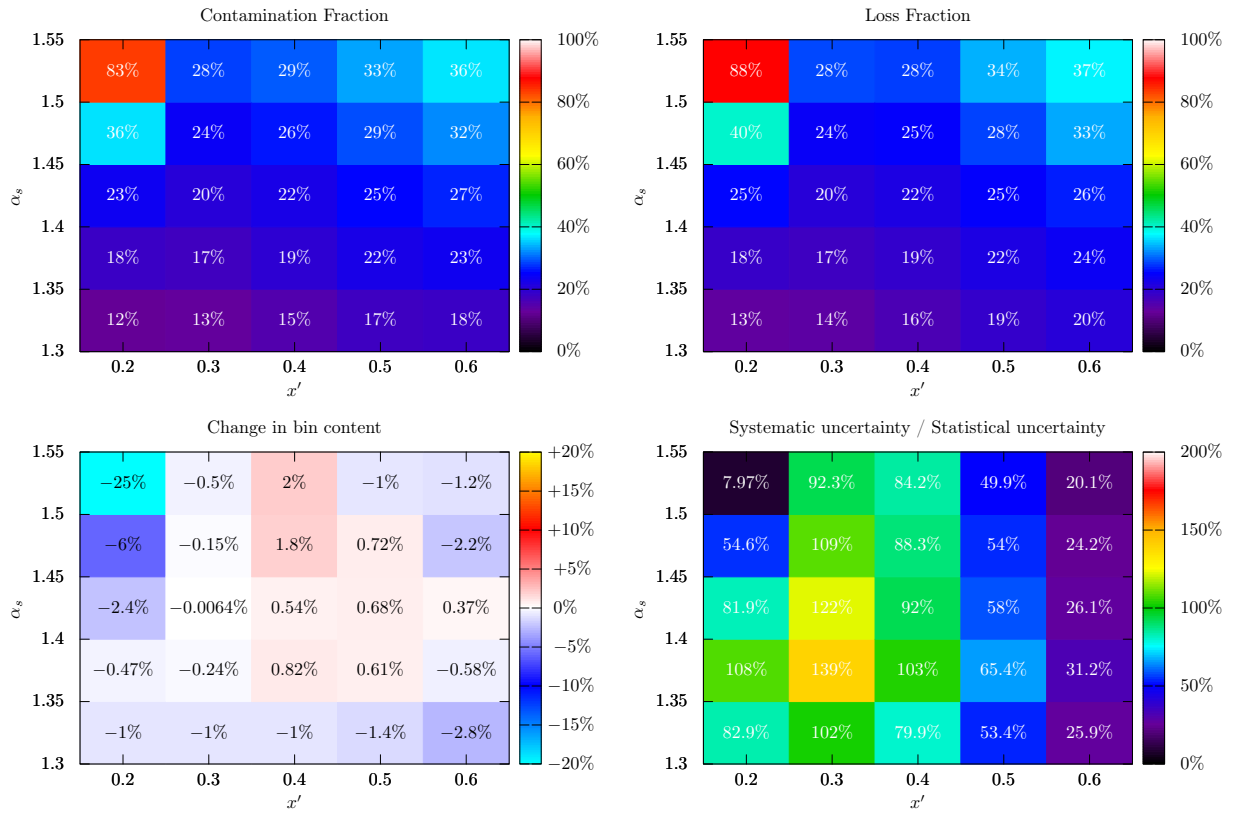 Contamination Fraction
1.55
1.5
1.45
1.4
1.35
1.3
α_s
83% 28% 29% 33% 36%
36% 24% 26% 29% 32%
23% 20% 22% 25% 27%
18% 17% 19% 22% 23%
12% 13% 15% 17% 18%
0.2 0.3 0.4 0.5 0.6
x′
100%
80%
60%
40%
20%
0%
Loss Fraction
1.55
1.5
1.45
1.4
1.35
1.3
α_s
88% 28% 28% 34% 37%
40% 24% 25% 28% 33%
25% 20% 22% 25% 26%
18% 17% 19% 22% 24%
13% 14% 16% 19% 20%
0.2 0.3 0.4 0.5 0.6
x′
100%
80%
60%
40%
20%
0%
Change in bin content
1.55
1.5
1.45
1.4
1.35
1.3
α_s
−25% −0.5% 2% −1% −1.2%
−6% −0.15% 1.8% 0.72% −2.2%
−2.4% −0.0064% 0.54% 0.68% 0.37%
−0.47% −0.24% 0.82% 0.61% −0.58%
−1% −1% −1% −1.4% −2.8%
0.2 0.3 0.4 0.5 0.6
x′
+20%
+15%
+10%
+5%
0%
−5%
−10%
−15%
−20%
Systematic uncertainty / Statistical uncertainty
1.55
1.5
1.45
1.4
1.35
1.3
α_s
7.97% 92.3% 84.2% 49.9% 20.1%
54.6% 109% 88.3% 54% 24.2%
81.9% 122% 92% 58% 26.1%
108% 139% 103% 65.4% 31.2%
82.9% 102% 79.9% 53.4% 25.9%
0.2 0.3 0.4 0.5 0.6
x′
200%
150%
100%
50%
0%